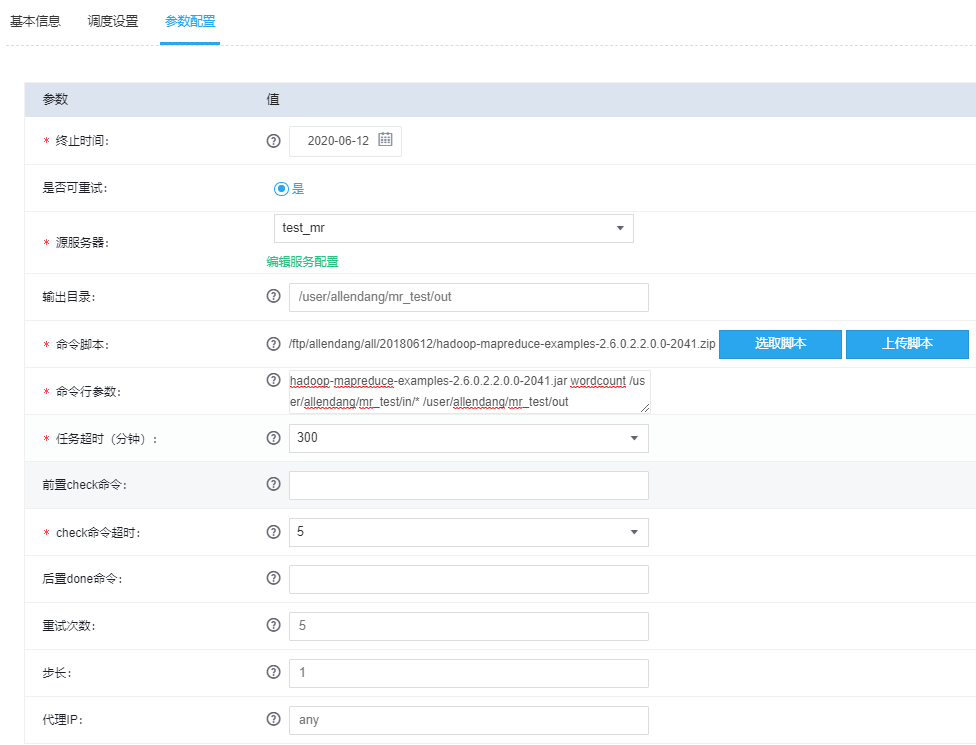 基本信息 调度设置 参数配置
参数 值
* 终止时间: 2020-06-12
是否可重试: 是
* 源服务器: test_mr
编辑服务配置
输出目录: /user/allendang/mr_test/out
* 命令脚本: /ftp/allendang/all/20180612/hadoop-mapreduce-examples-2.6.0.2.2.0.0-2041.zip 选取脚本 上传脚本
* 命令行参数: hadoop-mapreduce-examples-2.6.0.2.2.0.0-2041.jar wordcount /us
er/allendang/mr_test/in/* /user/allendang/mr_test/out
* 任务超时（分钟）: 300
前置check命令:
* check命令超时: 5
后置done命令:
重试次数: 5
步长: 1
代理IP: any